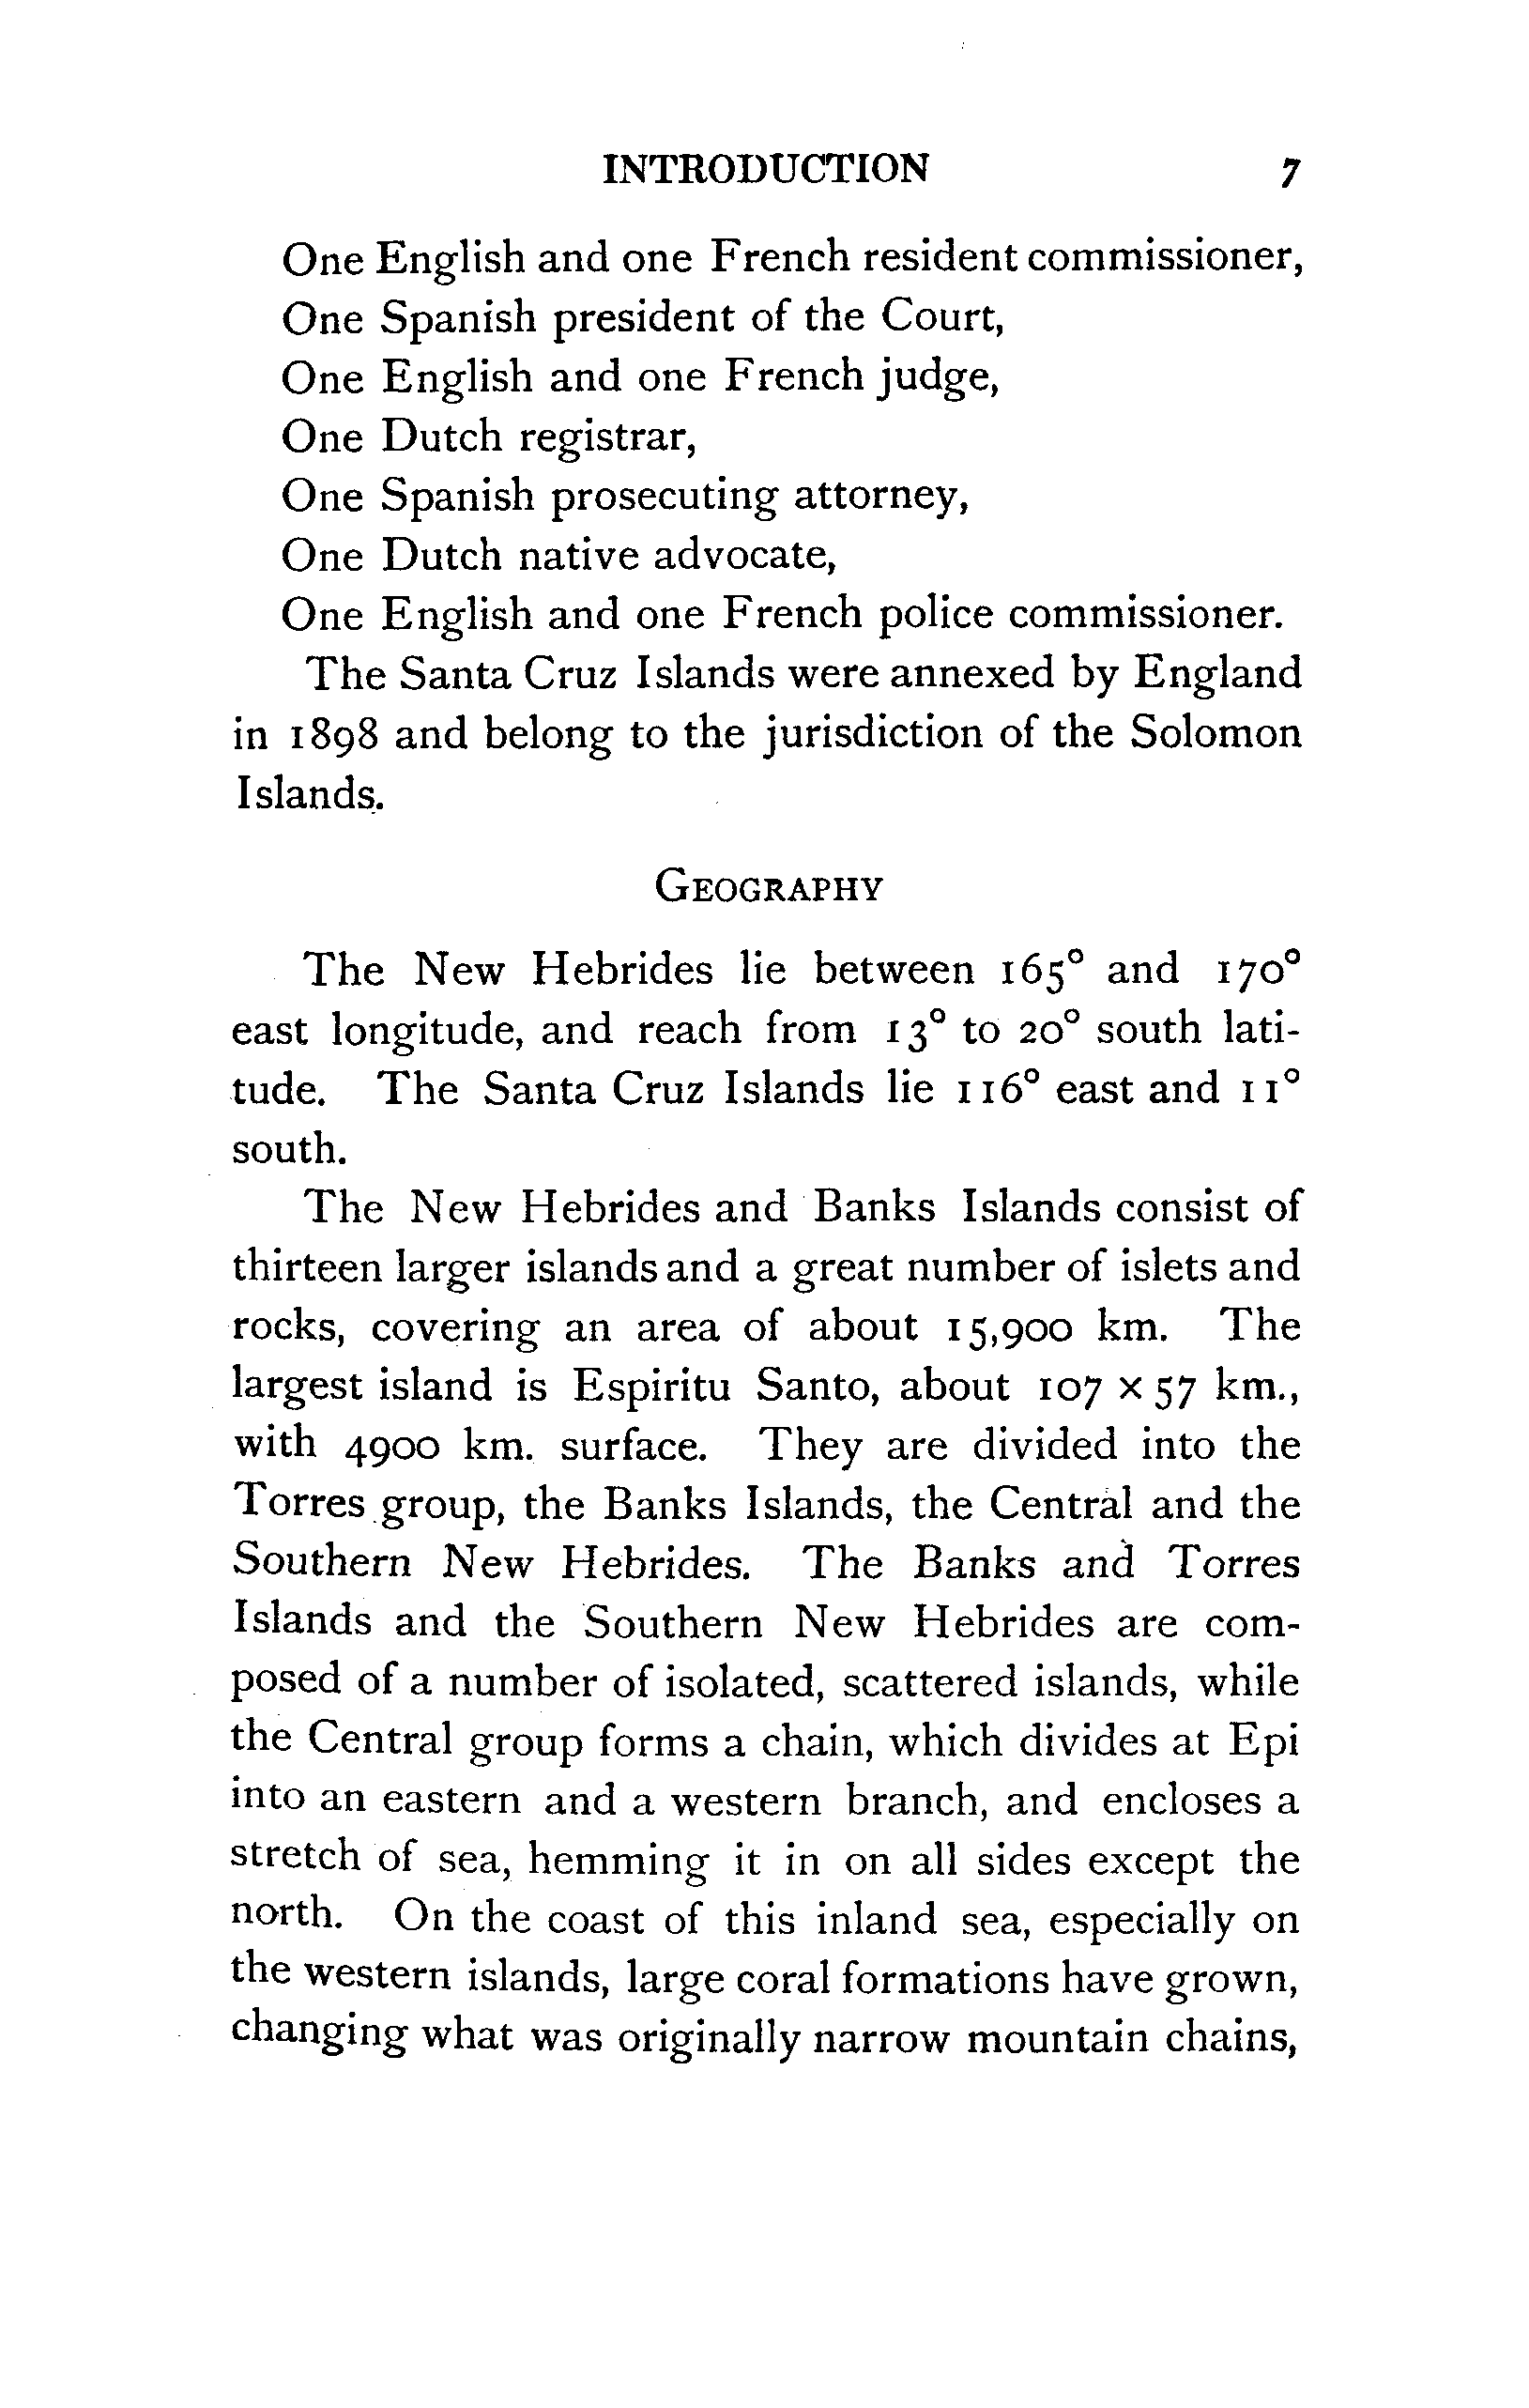 INTRODUCTION 7
One English and one French resident commissioner,
One Spanish president of the Court,
One English and one French judge,
One Dutch registrar,
One Spanish prosecuting attorney,
One Dutch native advocate,
One English and one French police commissioner.
The Santa Cruz Islands were annexed by England
in 1898 and belong to the jurisdiction of the Solomon
Islands.
GEOGRAPHY
The New Hebrides lie between 165° and 170°
east longitude, and reach from 13° to 20° south lati-
tude. The Santa Cruz Islands lie 116° east and 11°
south.
The New Hebrides and Banks Islands consist of
thirteen larger islands and a great number of islets and
rocks, covering an area of about 15,900 km. The
largest island is Espiritu Santo, about 107 × 57 km.,
with 4900 km. surface. They are divided into the
Torres group, the Banks Islands, the Central and the
Southern New Hebrides. The Banks and Torres
Islands and the Southern New Hebrides are com-
posed of a number of isolated, scattered islands, while
the Central group forms a chain, which divides at Epi
into an eastern and a western branch, and encloses a
stretch of sea, hemming it in on all sides except the
north. On the coast of this inland sea, especially on
the western islands, large coral formations have grown,
changing what was originally narrow mountain chains,